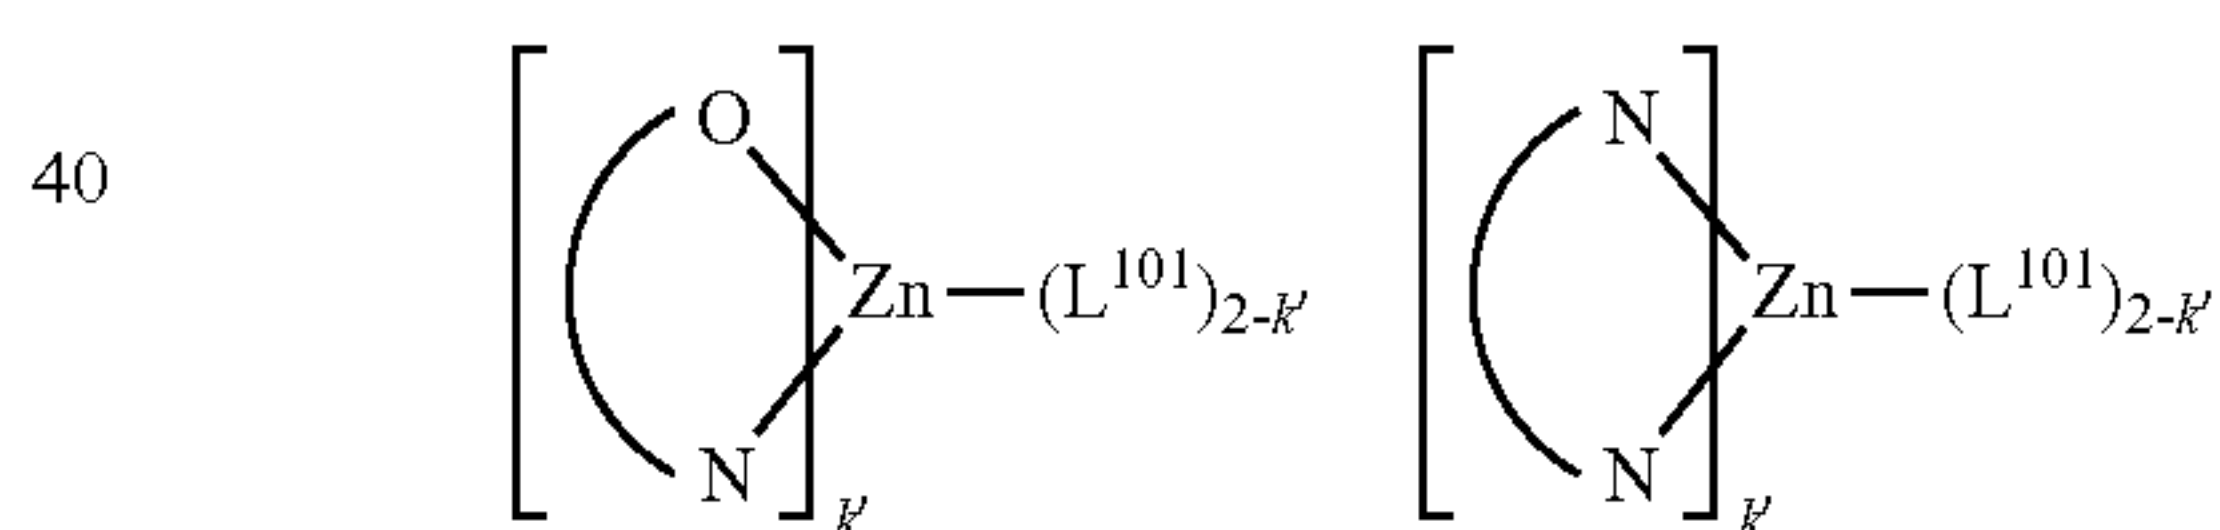 O N
40 Zn—(L¹⁰¹)₂₋ₖ′ Zn—(L¹⁰¹)₂₋ₖ′
N N
k′ k′